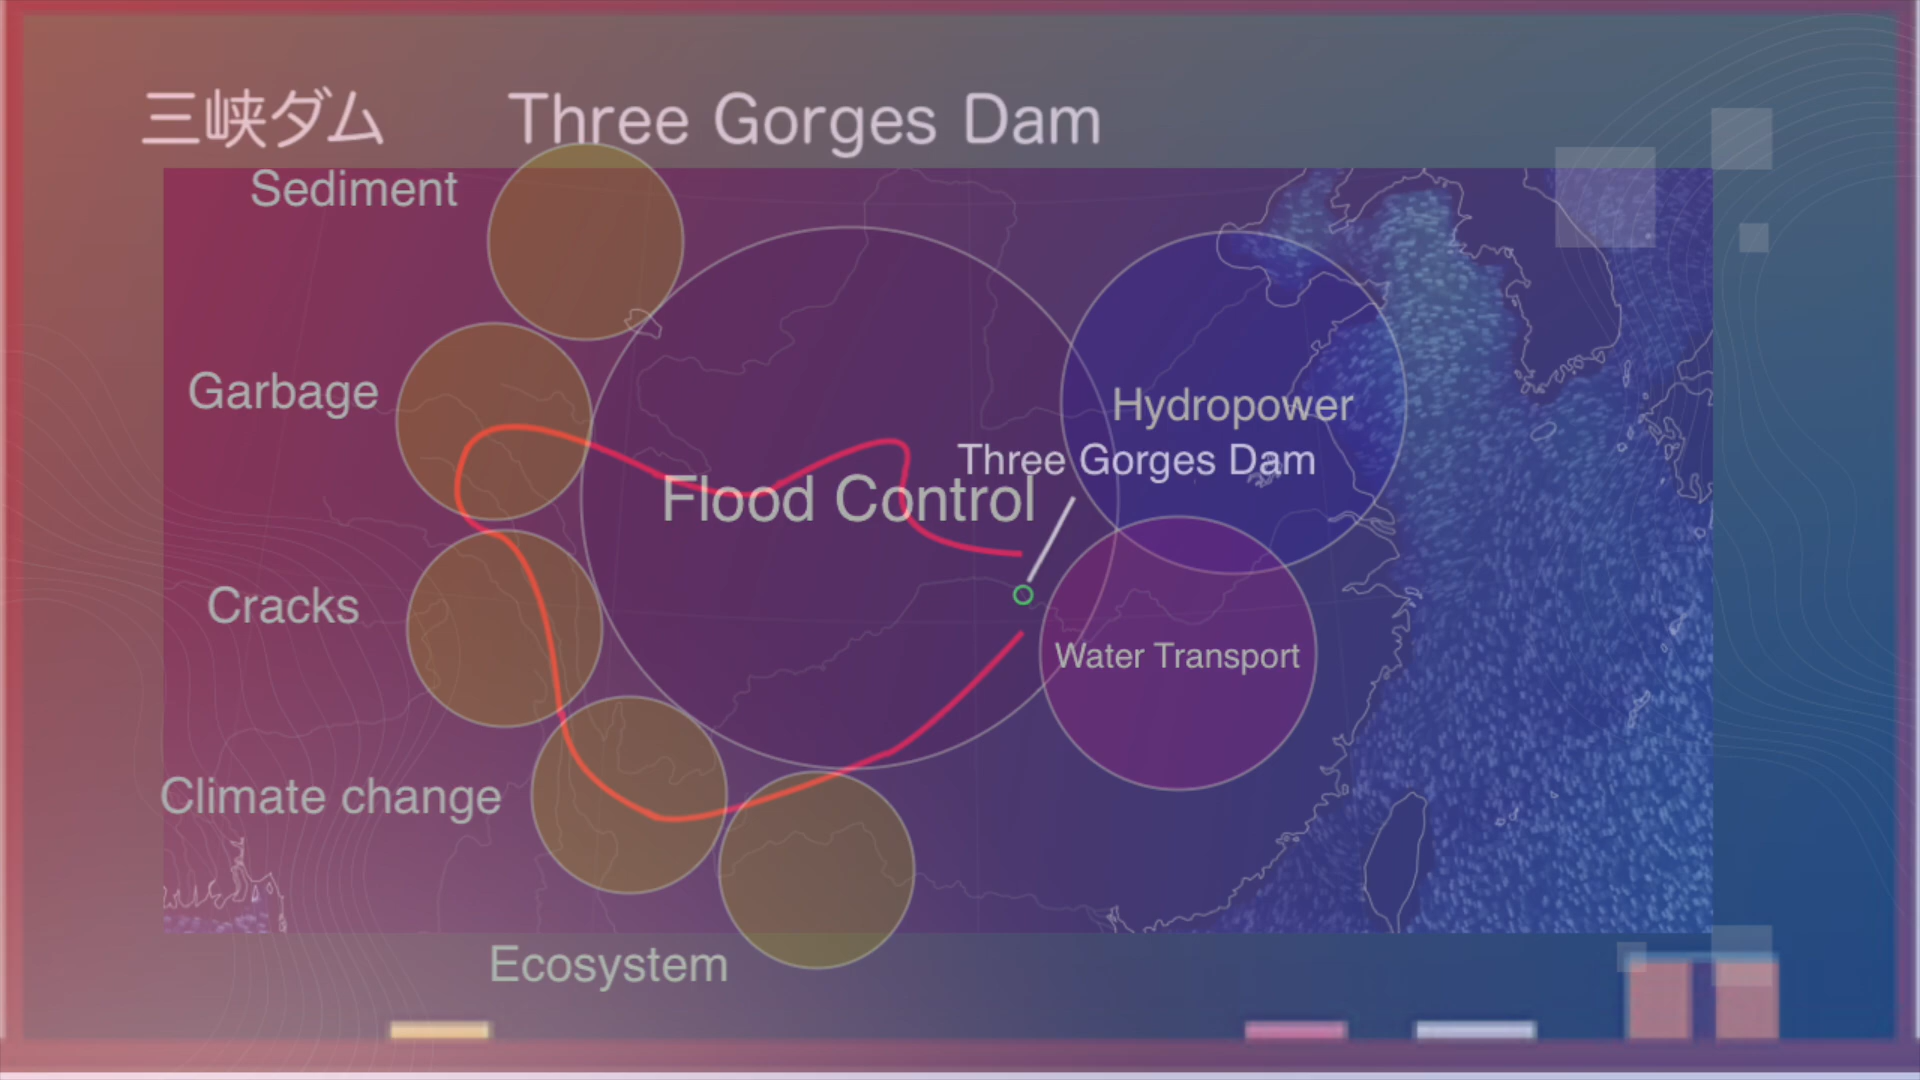 三峡ダム Three Gorges Dam
Sediment
Garbage
Hydropower
Three Gorges Dam
Flood Control
Cracks
Water Transport
Climate change
Ecosystem